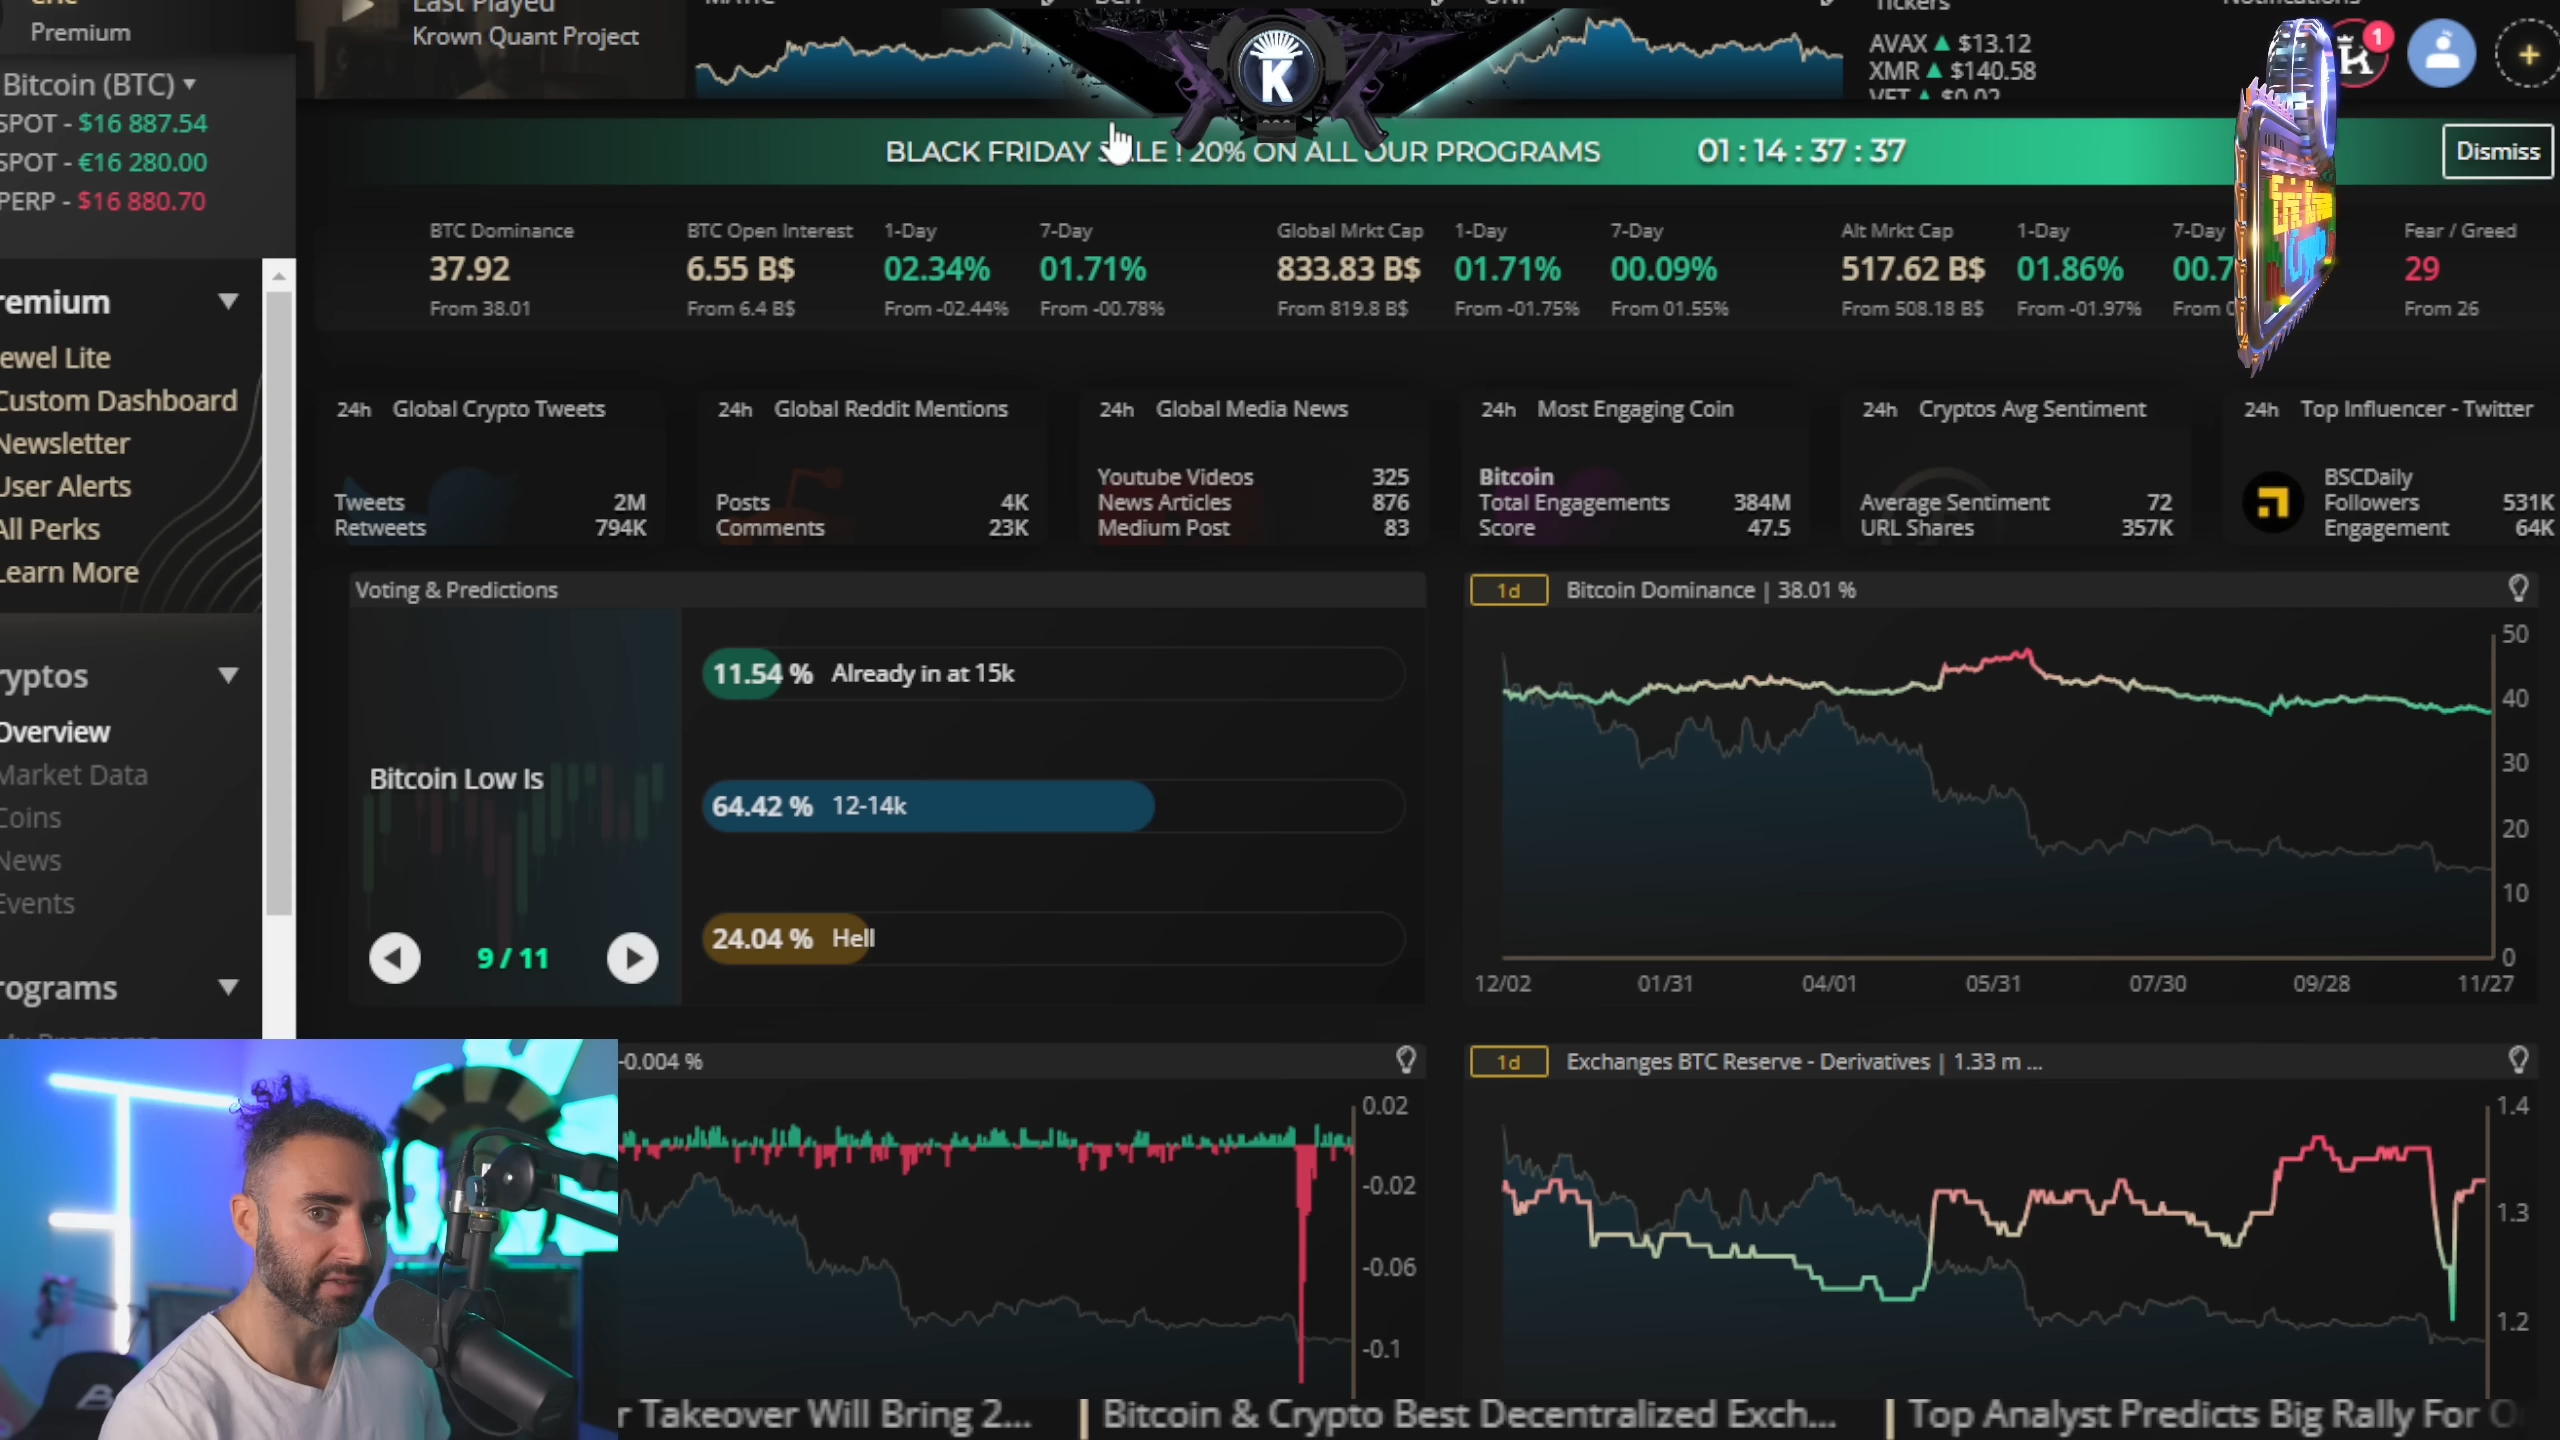 Premium
Last Played
Krown Quant Project
Tickers
AVAX ▲ $13.12
XMR ▲ $140.58
1
Bitcoin (BTC) ▾
SPOT - $16 887.54
SPOT - €16 280.00
PERP - $16 880.70
K
BLACK FRIDAY SALE ! 20% ON ALL OUR PROGRAMS
01 : 14 : 37 : 37
Dismiss
BTC Dominance
37.92
From 38.01
BTC Open Interest
6.55 B$
From 6.4 B$
1-Day
02.34%
From -02.44%
7-Day
01.71%
From -00.78%
Global Mrkt Cap
833.83 B$
From 819.8 B$
1-Day
01.71%
From -01.75%
7-Day
00.09%
From 01.55%
Alt Mrkt Cap
517.62 B$
From 508.18 B$
1-Day
01.86%
From -01.97%
7-Day
00.7
From
Fear / Greed
29
From 26
remium
ewel Lite
Custom Dashboard
Newsletter
User Alerts
All Perks
Learn More
ryptos
Overview
Market Data
Coins
News
Events
rograms
24h Global Crypto Tweets
Tweets 2M
Retweets 794K
24h Global Reddit Mentions
Posts 4K
Comments 23K
24h Global Media News
Youtube Videos 325
News Articles 876
Medium Post 83
24h Most Engaging Coin
Bitcoin
Total Engagements 384M
Score 47.5
24h Cryptos Avg Sentiment
Average Sentiment 72
URL Shares 357K
24h Top Influencer - Twitter
BSCDaily
Followers 531K
Engagement 64K
Voting & Predictions
Bitcoin Low Is
9 / 11
11.54 % Already in at 15k
64.42 % 12-14k
24.04 % Hell
1d Bitcoin Dominance | 38.01 %
50
40
30
20
10
0
12/02 01/31 04/01 05/31 07/30 09/28 11/27
-0.004 %
0.02
-0.02
-0.06
-0.1
1d Exchanges BTC Reserve - Derivatives | 1.33 m ...
1.4
1.3
1.2
r Takeover Will Bring 2...
Bitcoin & Crypto Best Decentralized Exch...
Top Analyst Predicts Big Rally For